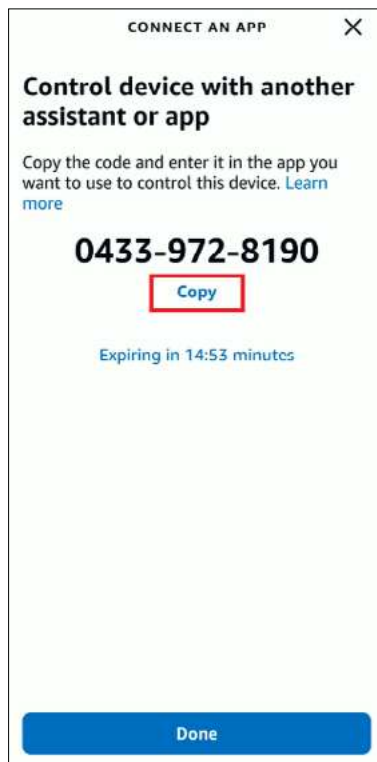 CONNECT AN APP
Control device with another
assistant or app
Copy the code and enter it in the app you
want to use to control this device. Learn
more
0433-972-8190
Copy
Expiring in 14:53 minutes
Done